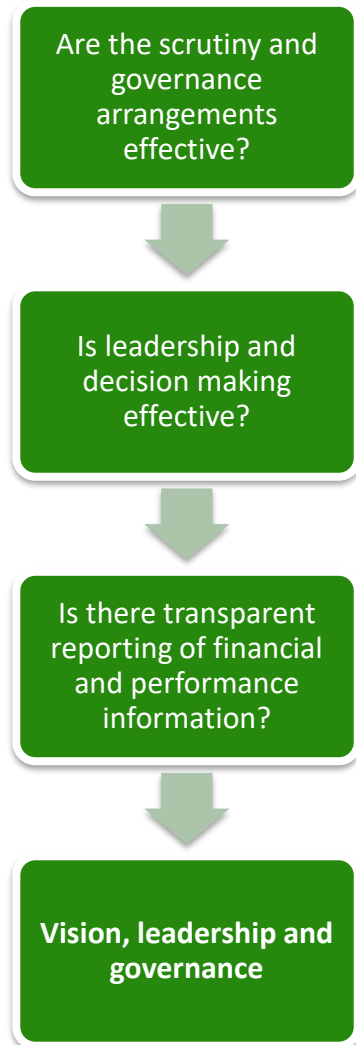 Are the scrutiny and
governance
arrangements
effective?
Is leadership and
decision making
effective?
Is there transparent
reporting of financial
and performance
information?
Vision, leadership and
governance